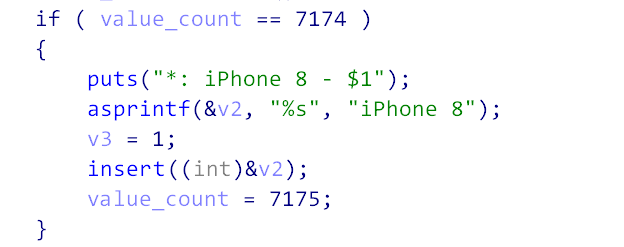 if ( value_count == 7174 )
{
puts("*: iPhone 8 - $1");
asprintf(&v2, "%s", "iPhone 8");
v3 = 1;
insert((int)&v2);
value_count = 7175;
}